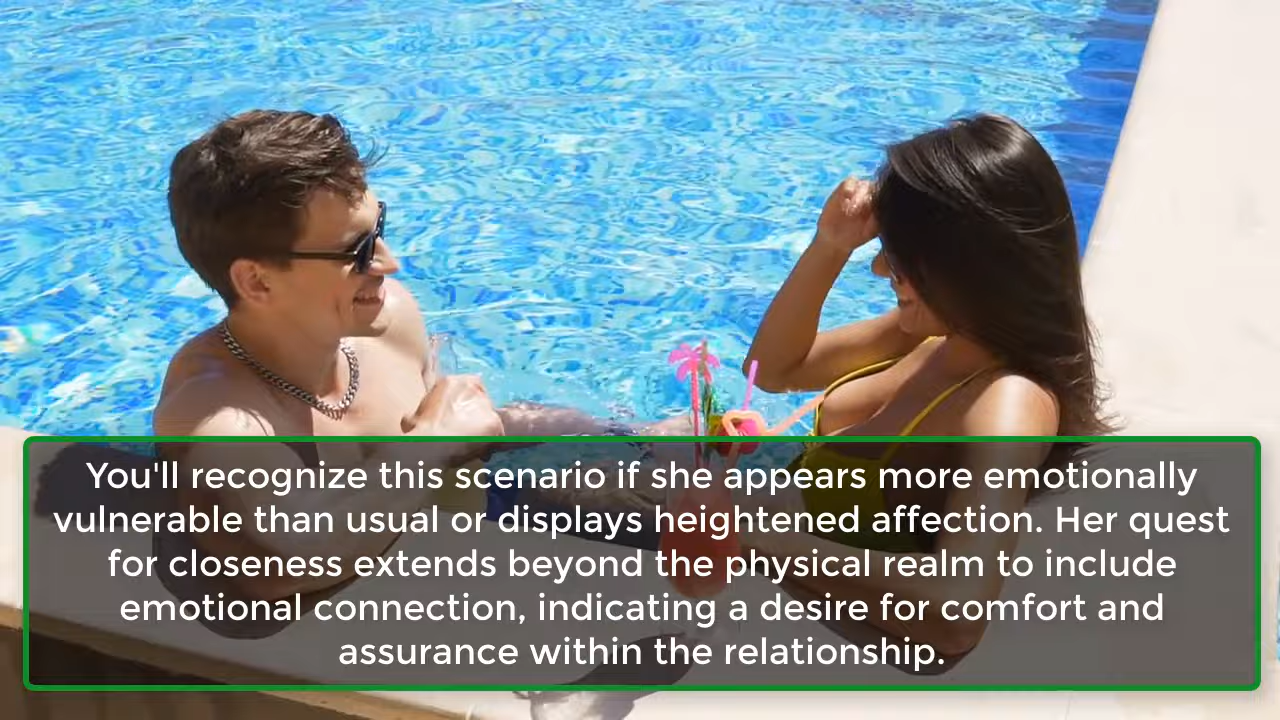 You'll recognize this scenario if she appears more emotionally
vulnerable than usual or displays heightened affection. Her quest
for closeness extends beyond the physical realm to include
emotional connection, indicating a desire for comfort and
assurance within the relationship.